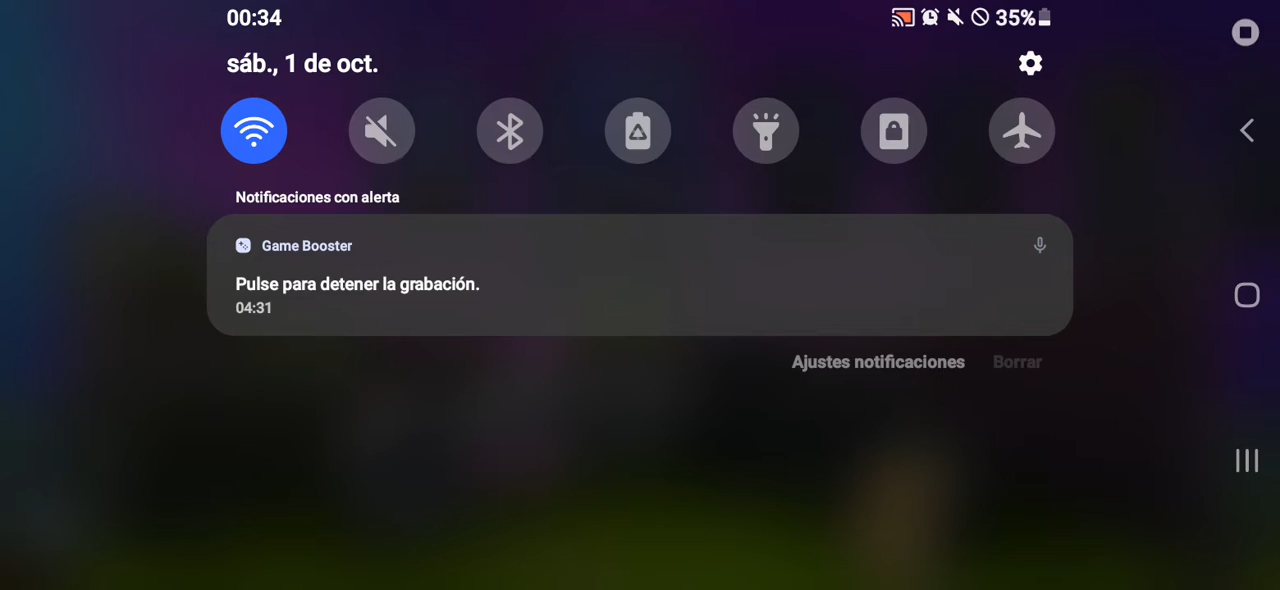 00:34
35%
sáb., 1 de oct.
Notificaciones con alerta
Game Booster
Pulse para detener la grabación.
04:31
Ajustes notificaciones
Borrar